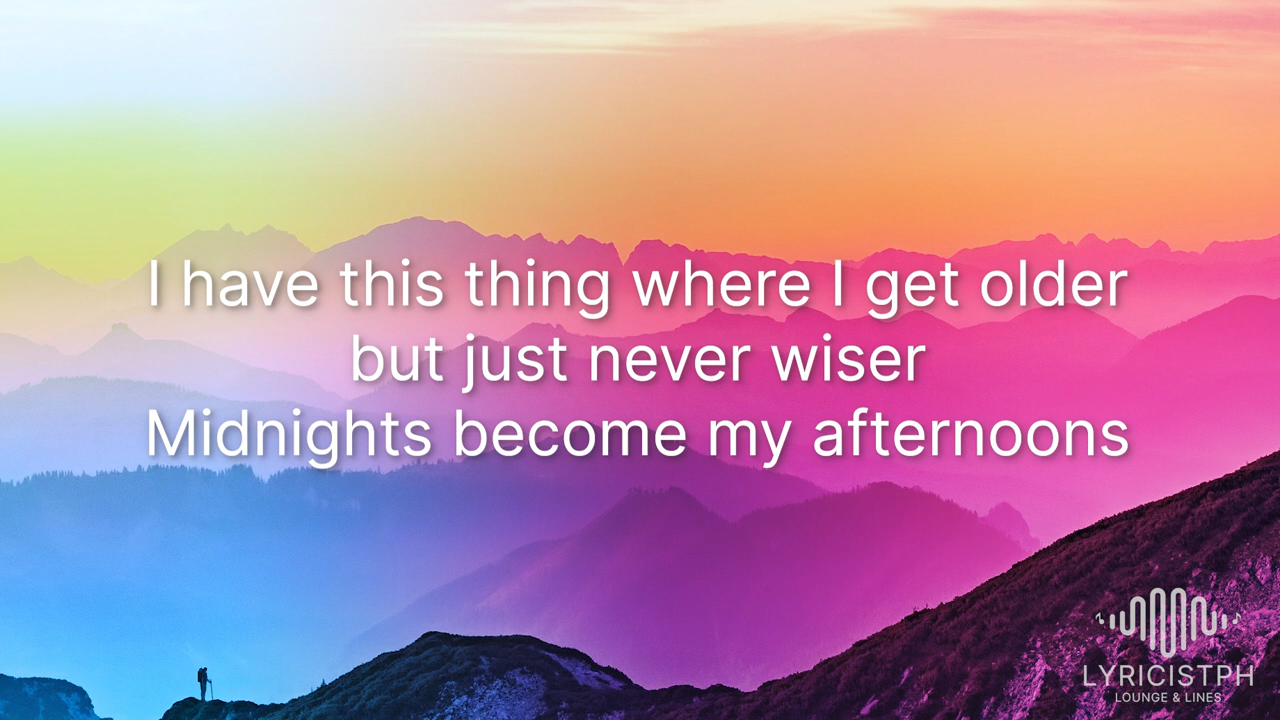 I have this thing where I get older
but just never wiser
Midnights become my afternoons
LYRICISTPH
LOUNGE & LINES